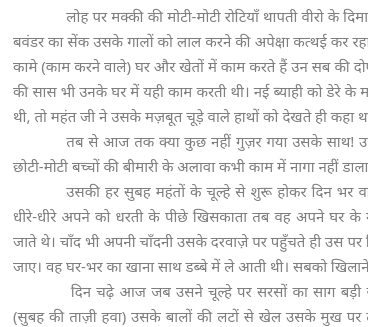 लोह पर मक्की की मोटी-मोटी रोटियाँ थापती वीरो के दिमा
बवंडर का सेंक उसके गालों को लाल करने की अपेक्षा कत्थई कर रहा
कामे (काम करने वाले) घर और खेतों में काम करते हैं उन सब की
की सास भी उनके घर में यही काम करती थी। नई ब्याही को डेरे के
थी, तो महंत जी ने उसके मज़बूत चूड़े वाले हाथों को देखते ही कहा
तब से आज तक क्या कुछ नहीं गुज़र गया उसके साथ!
छोटी-मोटी बच्चों की बीमारी के अलावा कभी काम में नागा नहीं डाला
उसकी हर सुबह महंतों के चूल्हे से शुरू होकर दिन भर
धीरे-धीरे अपने को धरती के पीछे खिसकाता तब वह अपने घर के
जाते थे। चाँद भी अपनी चाँदनी उसके दरवाज़े पर पहुँचते ही उस पर
जाए। वह घर-भर का खाना साथ डब्बे में ले आती थी। सबको खिलाने
दिन चढ़े आज जब उसने चूल्हे पर सरसों का साग बड़ी
(सुबह की ताज़ी हवा) उसके बालों की लटों से खेल उसके मुख पर